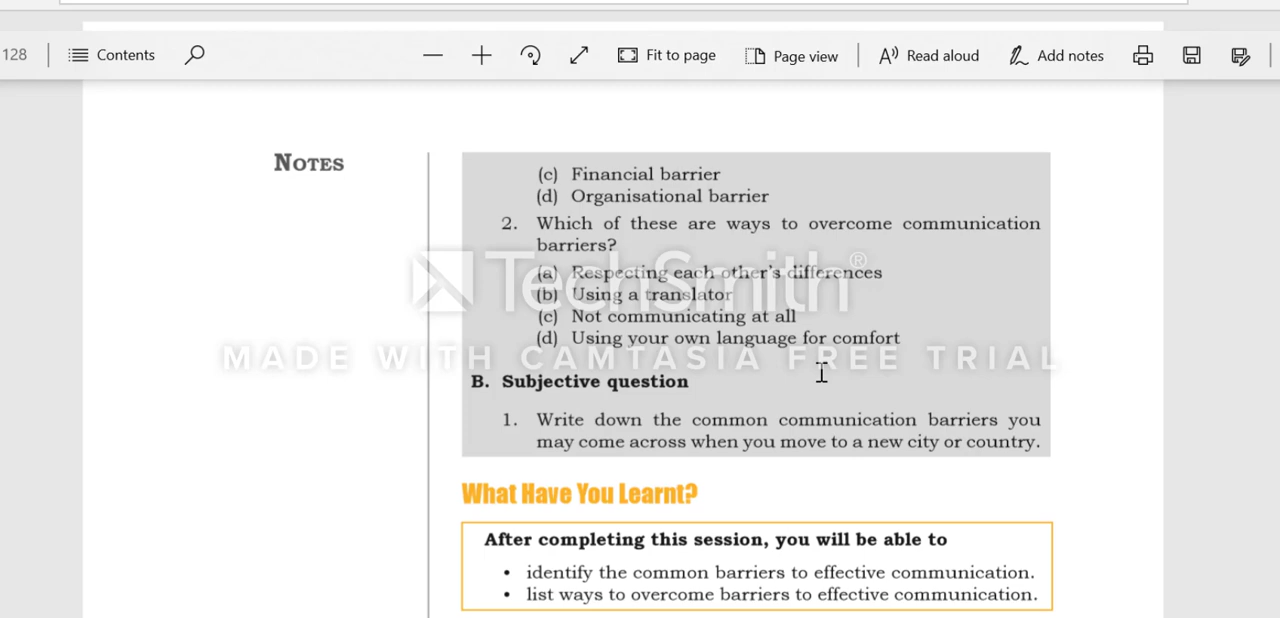 128
Contents
Fit to page
Page view
Read aloud
Add notes
NOTES
(c) Financial barrier
(d) Organisational barrier
2. Which of these are ways to overcome communication
barriers?
(a) Respecting each other's differences
(b) Using a translator
(c) Not communicating at all
(d) Using your own language for comfort
TechSmith®
MADE WITH CAMTASIA FREE TRIAL
B. Subjective question
1. Write down the common communication barriers you
may come across when you move to a new city or country.
What Have You Learnt?
After completing this session, you will be able to
• identify the common barriers to effective communication.
• list ways to overcome barriers to effective communication.